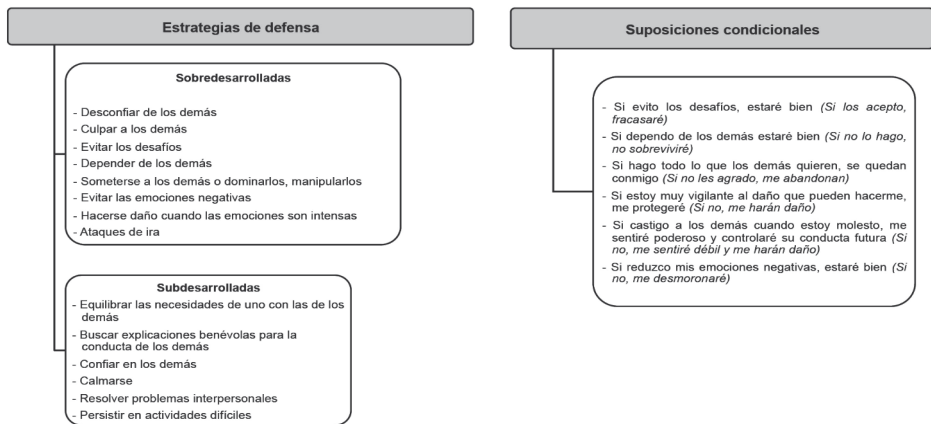 Estrategias de defensa
Sobredesarrolladas
- Desconfiar de los demás
- Culpar a los demás
- Evitar los desafíos
- Depender de los demás
- Someterse a los demás o dominarlos, manipularlos
- Evitar las emociones negativas
- Hacerse daño cuando las emociones son intensas
- Ataques de ira
Subdesarrolladas
- Equilibrar las necesidades de uno con las de los
demás
- Buscar explicaciones benévolas para la
conducta de los demás
- Confiar en los demás
- Calmarse
- Resolver problemas interpersonales
- Persistir en actividades difíciles
Suposiciones condicionales
- Si evito los desafíos, estaré bien (Si los acepto,
fracasaré)
- Si dependo de los demás estaré bien (Si no lo hago,
no sobreviviré)
- Si hago todo lo que los demás quieren, se quedan
conmigo (Si no les agrado, me abandonan)
- Si estoy muy vigilante al daño que pueden hacerme,
me protegeré (Si no, me harán daño)
- Si castigo a los demás cuando estoy molesto, me
sentiré poderoso y controlaré su conducta futura (Si
no, me sentiré débil y me harán daño)
- Si reduzco mis emociones negativas, estaré bien (Si
no, me desmoronaré)